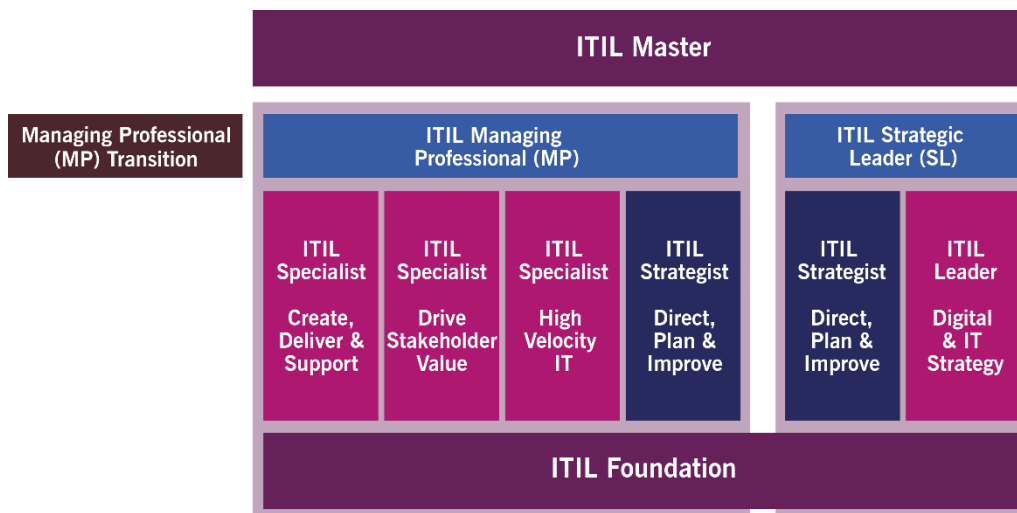 ITIL Master
Managing Professional
(MP) Transition
ITIL Managing
Professional (MP)
ITIL Strategic
Leader (SL)
ITIL
Specialist
Create,
Deliver &
Support
ITIL
Specialist
Drive
Stakeholder
Value
ITIL
Specialist
High
Velocity
IT
ITIL
Strategist
Direct,
Plan &
Improve
ITIL
Strategist
Direct,
Plan &
Improve
ITIL
Leader
Digital
& IT
Strategy
ITIL Foundation